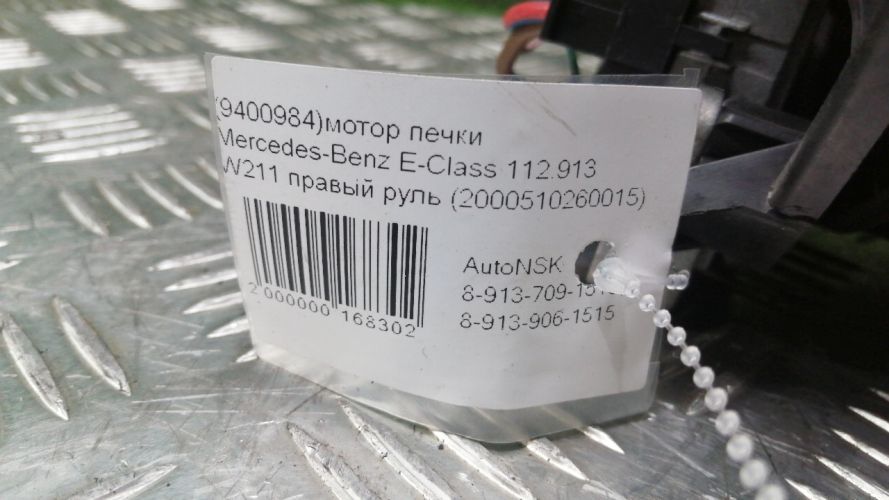 (9400984)мотор печки
Mercedes-Benz E-Class 112.913
W211 правый руль (2000510260015)
AutoNSK
8-913-709-
8-913-906-1515
2 000000 168302